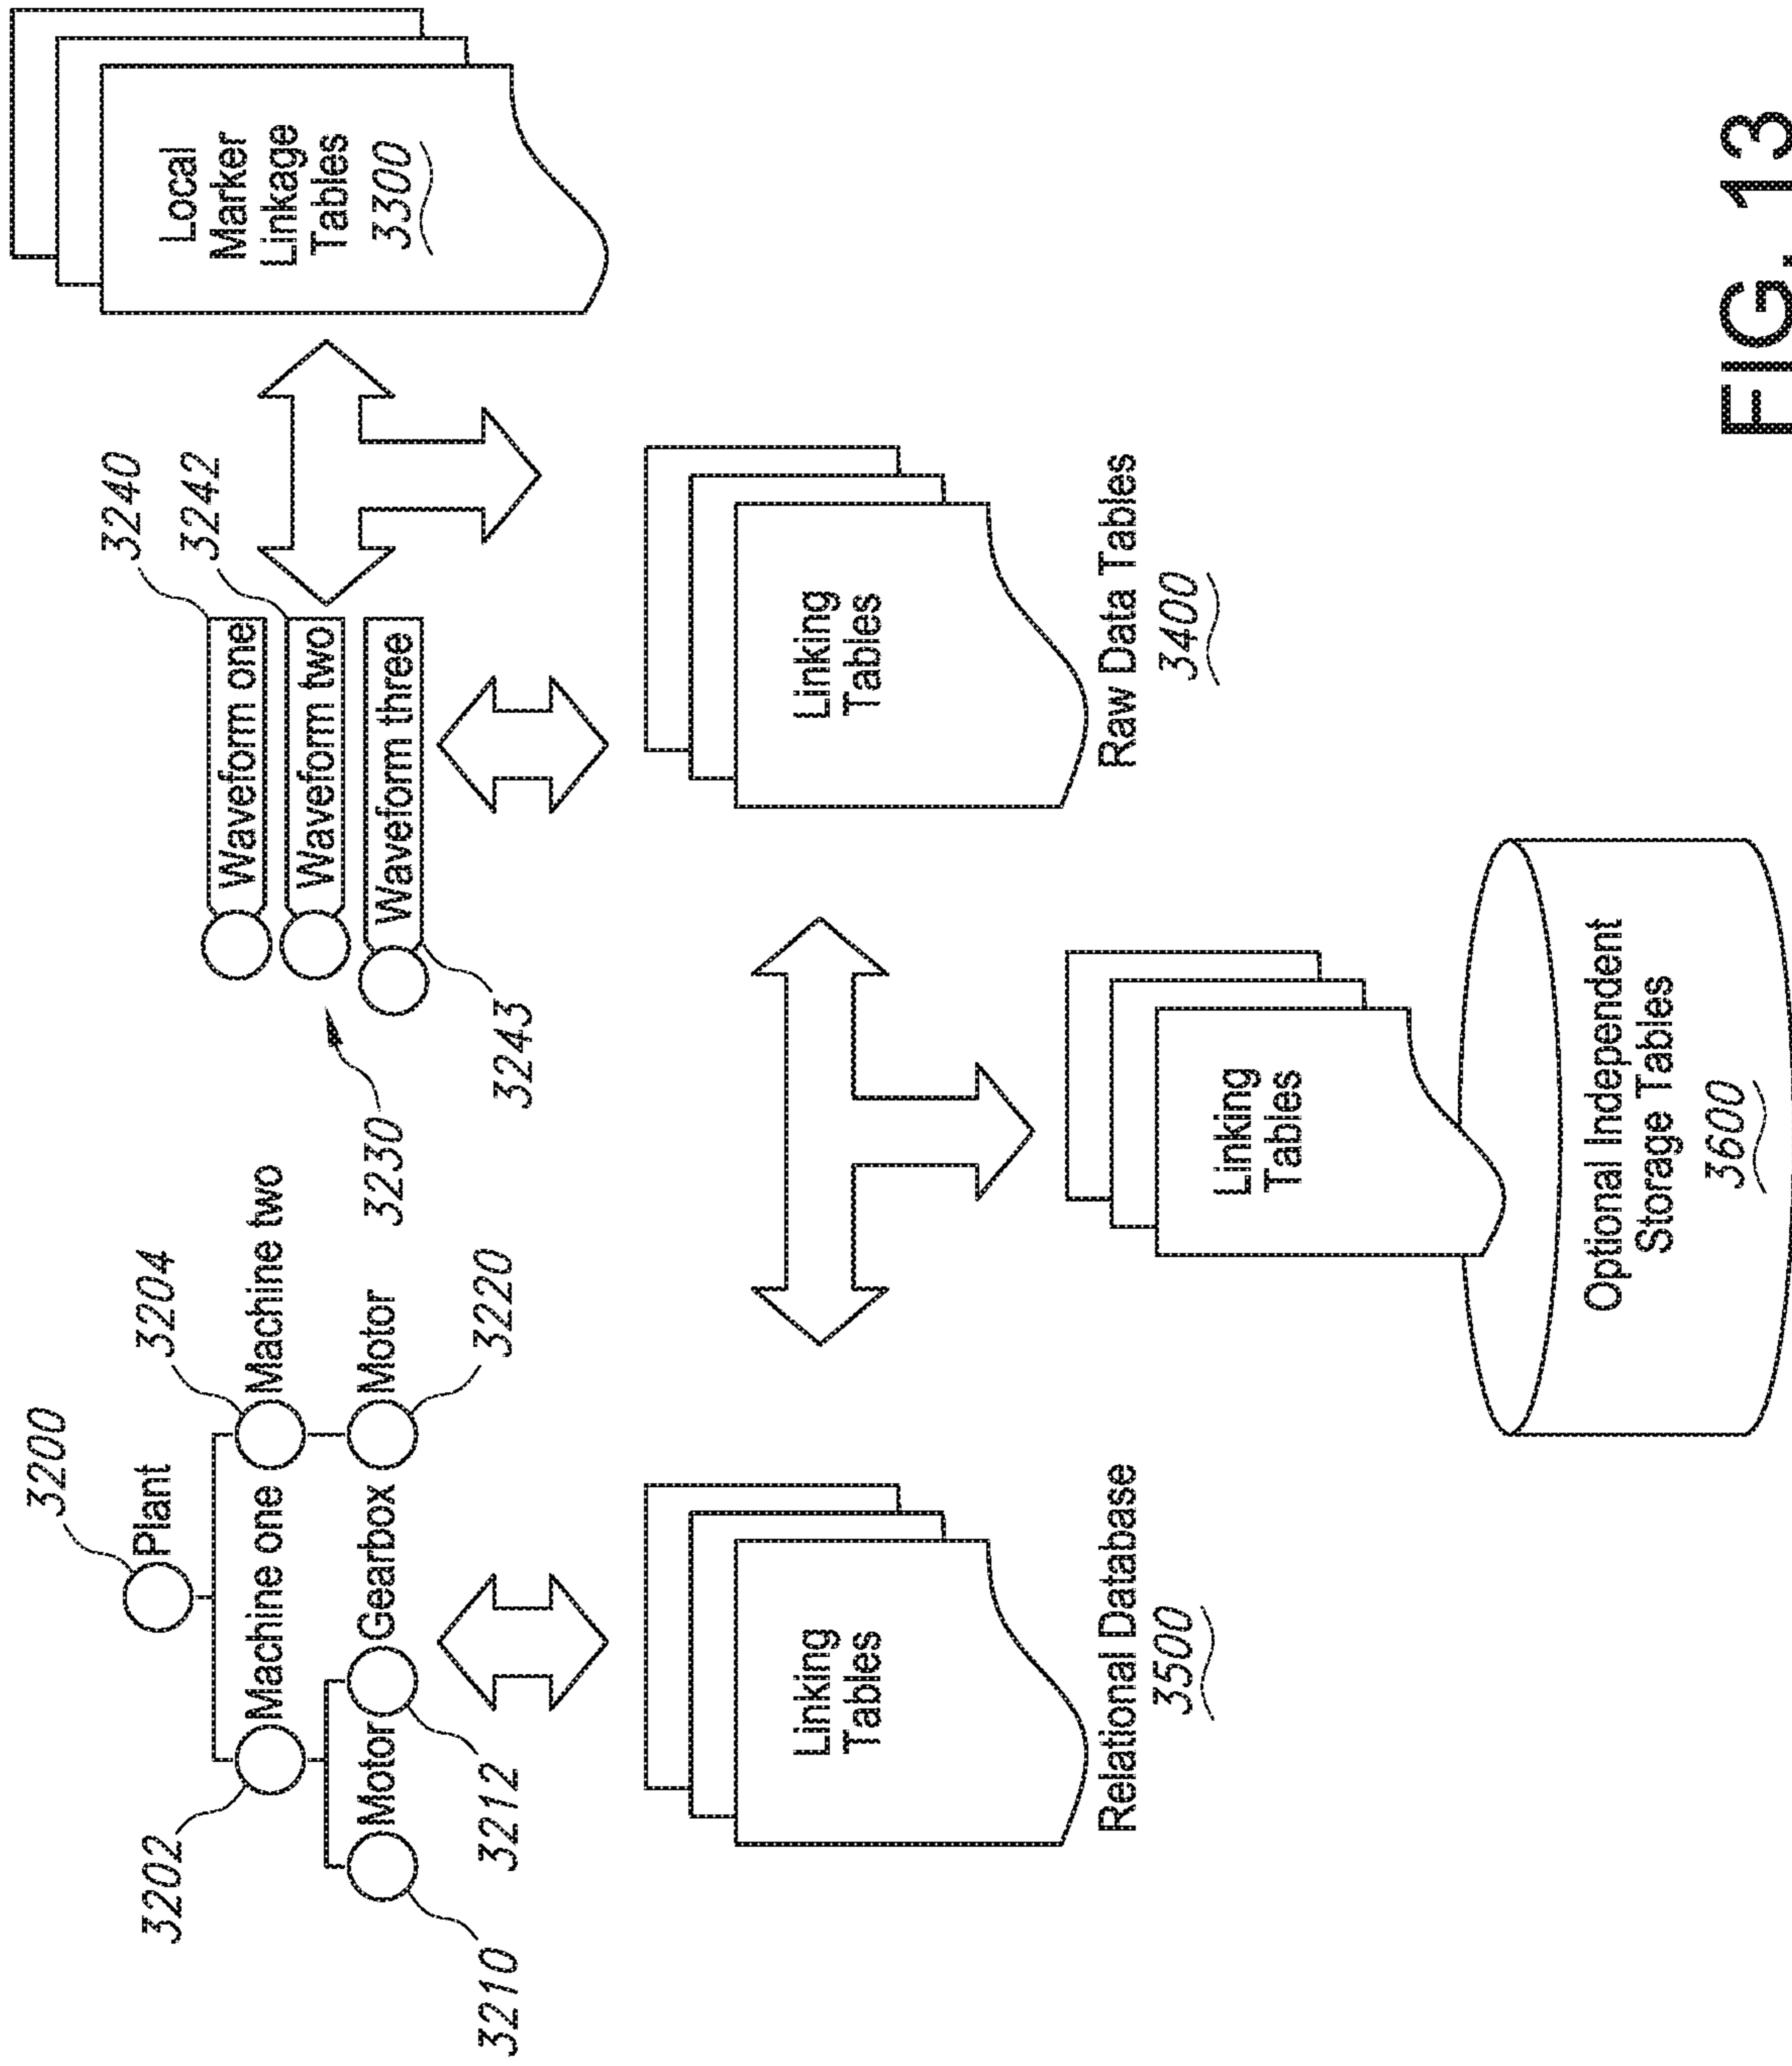 3200
Plant
3202
Machine one
3204
Machine two
3210
Motor
3212
Gearbox
Motor
3220
3230
3240
3242
Waveform one
Waveform two
Waveform three
3243
Local
Marker
Linkage
Tables
3300
Linking
Tables
Relational Database
3500
Linking
Tables
Raw Data Tables
3400
Linking
Tables
Optional Independent
Storage Tables
3600
FIG. 13